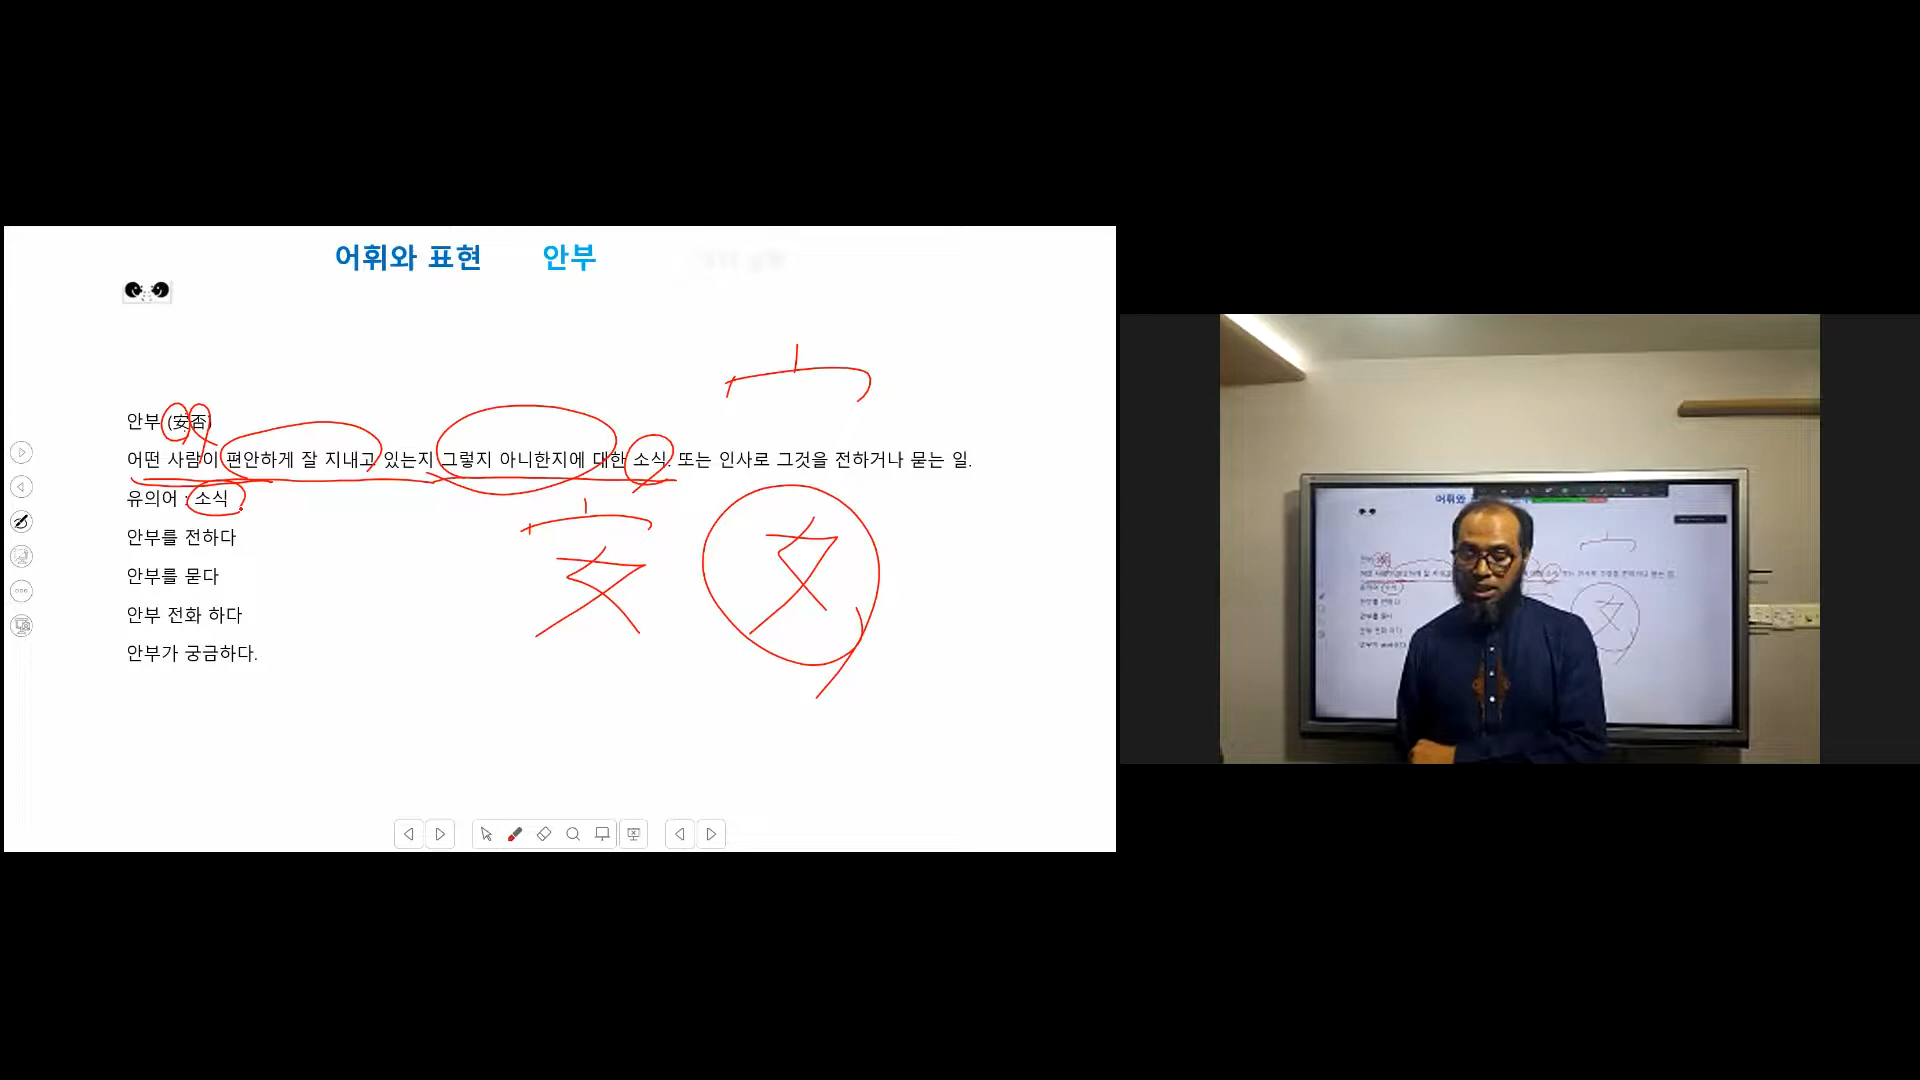 어휘와 표현 안부
안부 (安否)
어떤 사람이 편안하게 잘 지내고 있는지 그렇지 아니한지에 대한 소식. 또는 인사로 그것을 전하거나 묻는 일.
유의어 : 소식
안부를 전하다
안부를 묻다
안부 전화 하다
안부가 궁금하다.